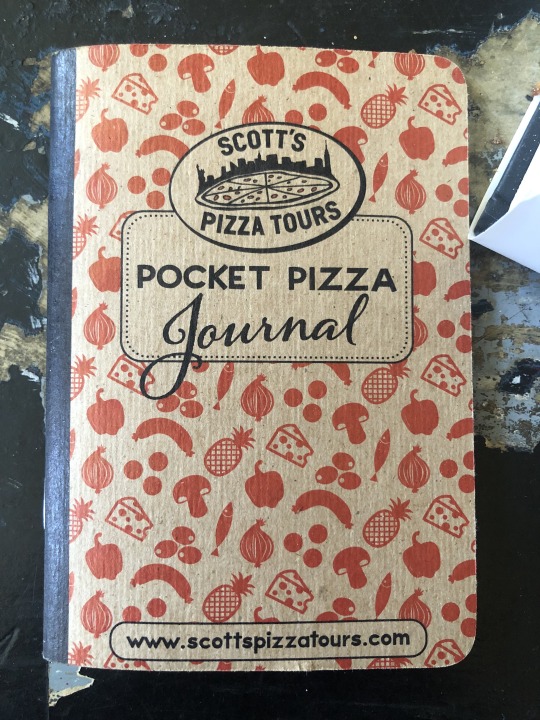 SCOTT'S
PIZZA TOURS
POCKET PIZZA
Journal
www.scottspizzatours.com